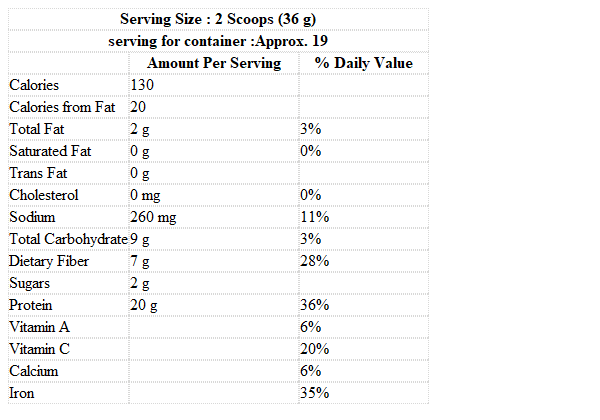 Serving Size : 2 Scoops (36 g)
serving for container :Approx. 19
Amount Per Serving % Daily Value
Calories 130
Calories from Fat 20
Total Fat 2 g 3%
Saturated Fat 0 g 0%
Trans Fat 0 g
Cholesterol 0 mg 0%
Sodium 260 mg 11%
Total Carbohydrate 9 g 3%
Dietary Fiber 7 g 28%
Sugars 2 g
Protein 20 g 36%
Vitamin A 6%
Vitamin C 20%
Calcium 6%
Iron 35%